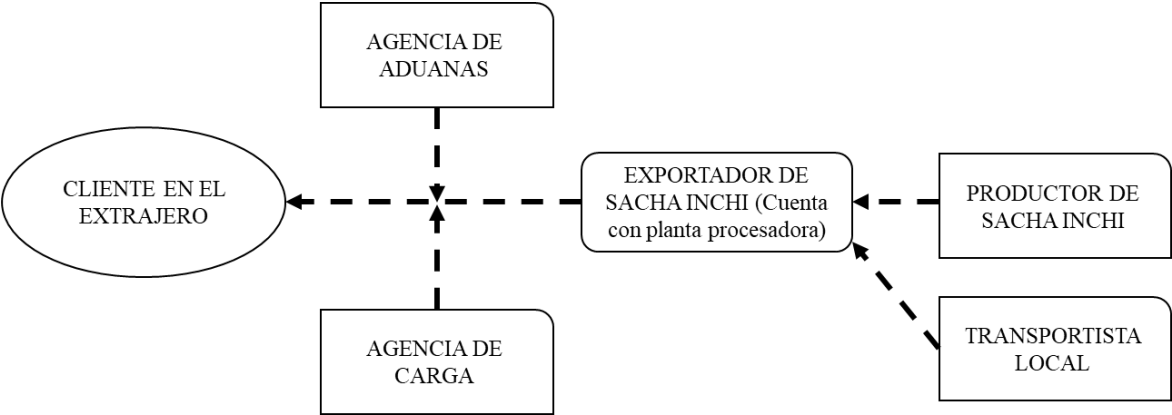 AGENCIA DE
ADUANAS
CLIENTE EN EL
EXTRAJERO
EXPORTADOR DE
SACHA INCHI (Cuenta
con planta procesadora)
PRODUCTOR DE
SACHA INCHI
AGENCIA DE
CARGA
TRANSPORTISTA
LOCAL